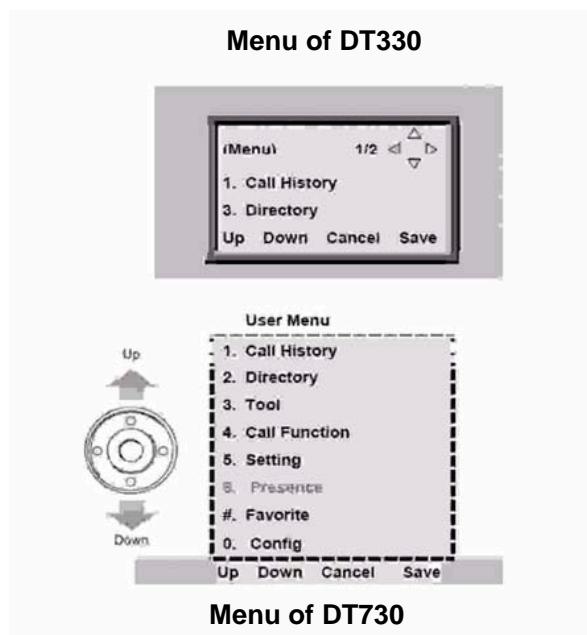 Menu of DT330
(Menu) 1/2
1. Call History
3. Directory
Up Down Cancel Save
User Menu
Up
1. Call History
2. Directory
3. Tool
4. Call Function
5. Setting
6. Presence
#. Favorite
0. Config
Down
Up Down Cancel Save
Menu of DT730